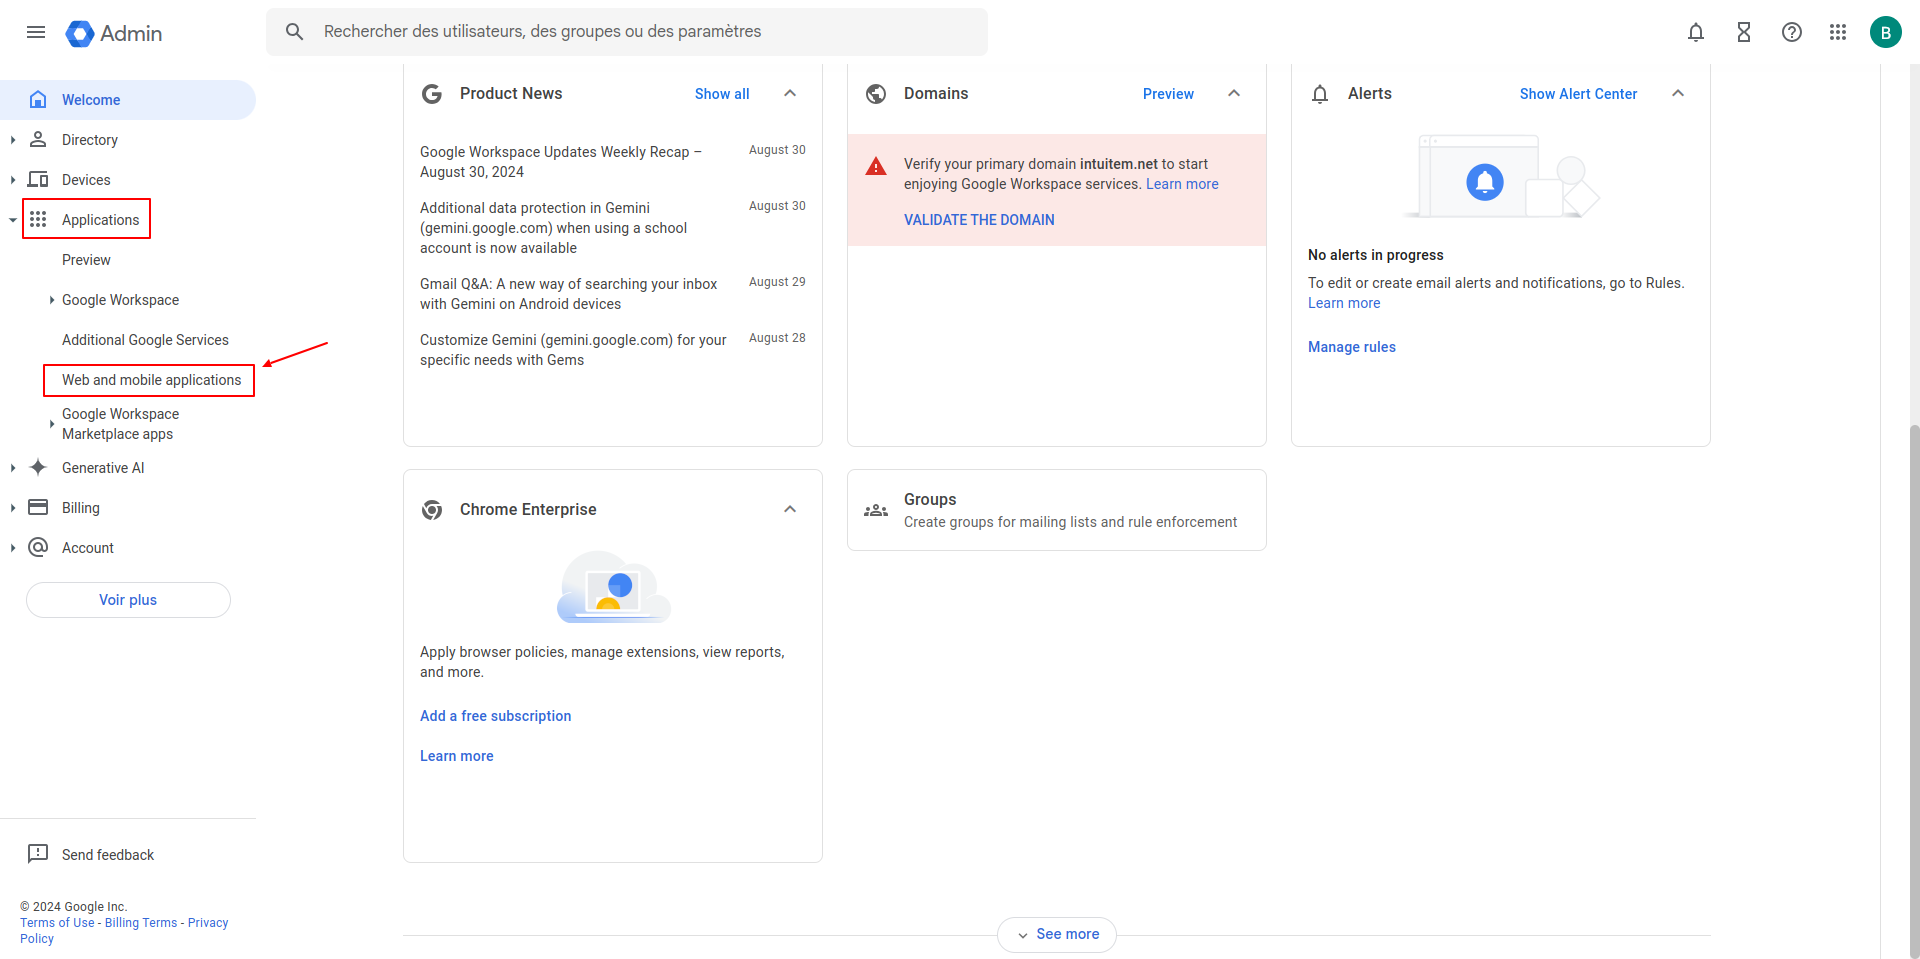 Admin
Rechercher des utilisateurs, des groupes ou des paramètres
B
Welcome
Directory
Devices
Applications
Preview
Google Workspace
Additional Google Services
Web and mobile applications
Google Workspace
Marketplace apps
Generative AI
Billing
Account
Voir plus
Send feedback
© 2024 Google Inc.
Terms of Use - Billing Terms - Privacy
Policy
Product News
Show all
Google Workspace Updates Weekly Recap –
August 30, 2024
August 30
Additional data protection in Gemini
(gemini.google.com) when using a school
account is now available
August 30
Gmail Q&A: A new way of searching your inbox
with Gemini on Android devices
August 29
Customize Gemini (gemini.google.com) for your
specific needs with Gems
August 28
Domains
Preview
Verify your primary domain intuitem.net to start
enjoying Google Workspace services. Learn more
VALIDATE THE DOMAIN
Alerts
Show Alert Center
No alerts in progress
To edit or create email alerts and notifications, go to Rules.
Learn more
Manage rules
Chrome Enterprise
Apply browser policies, manage extensions, view reports,
and more.
Add a free subscription
Learn more
Groups
Create groups for mailing lists and rule enforcement
See more